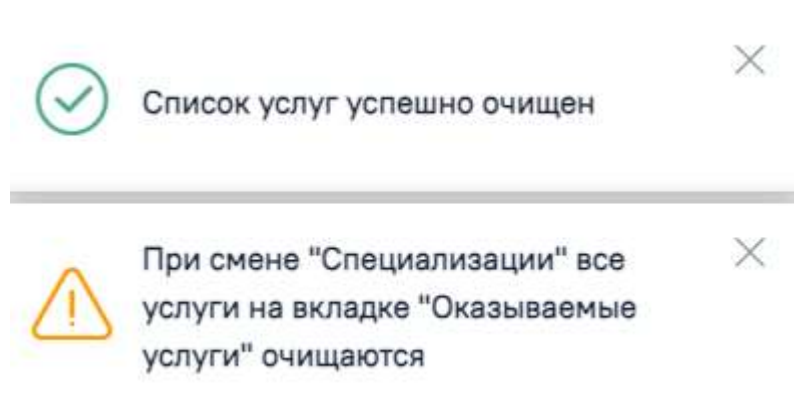 Список услуг успешно очищен
При смене "Специализации" все
услуги на вкладке "Оказываемые
услуги" очищаются